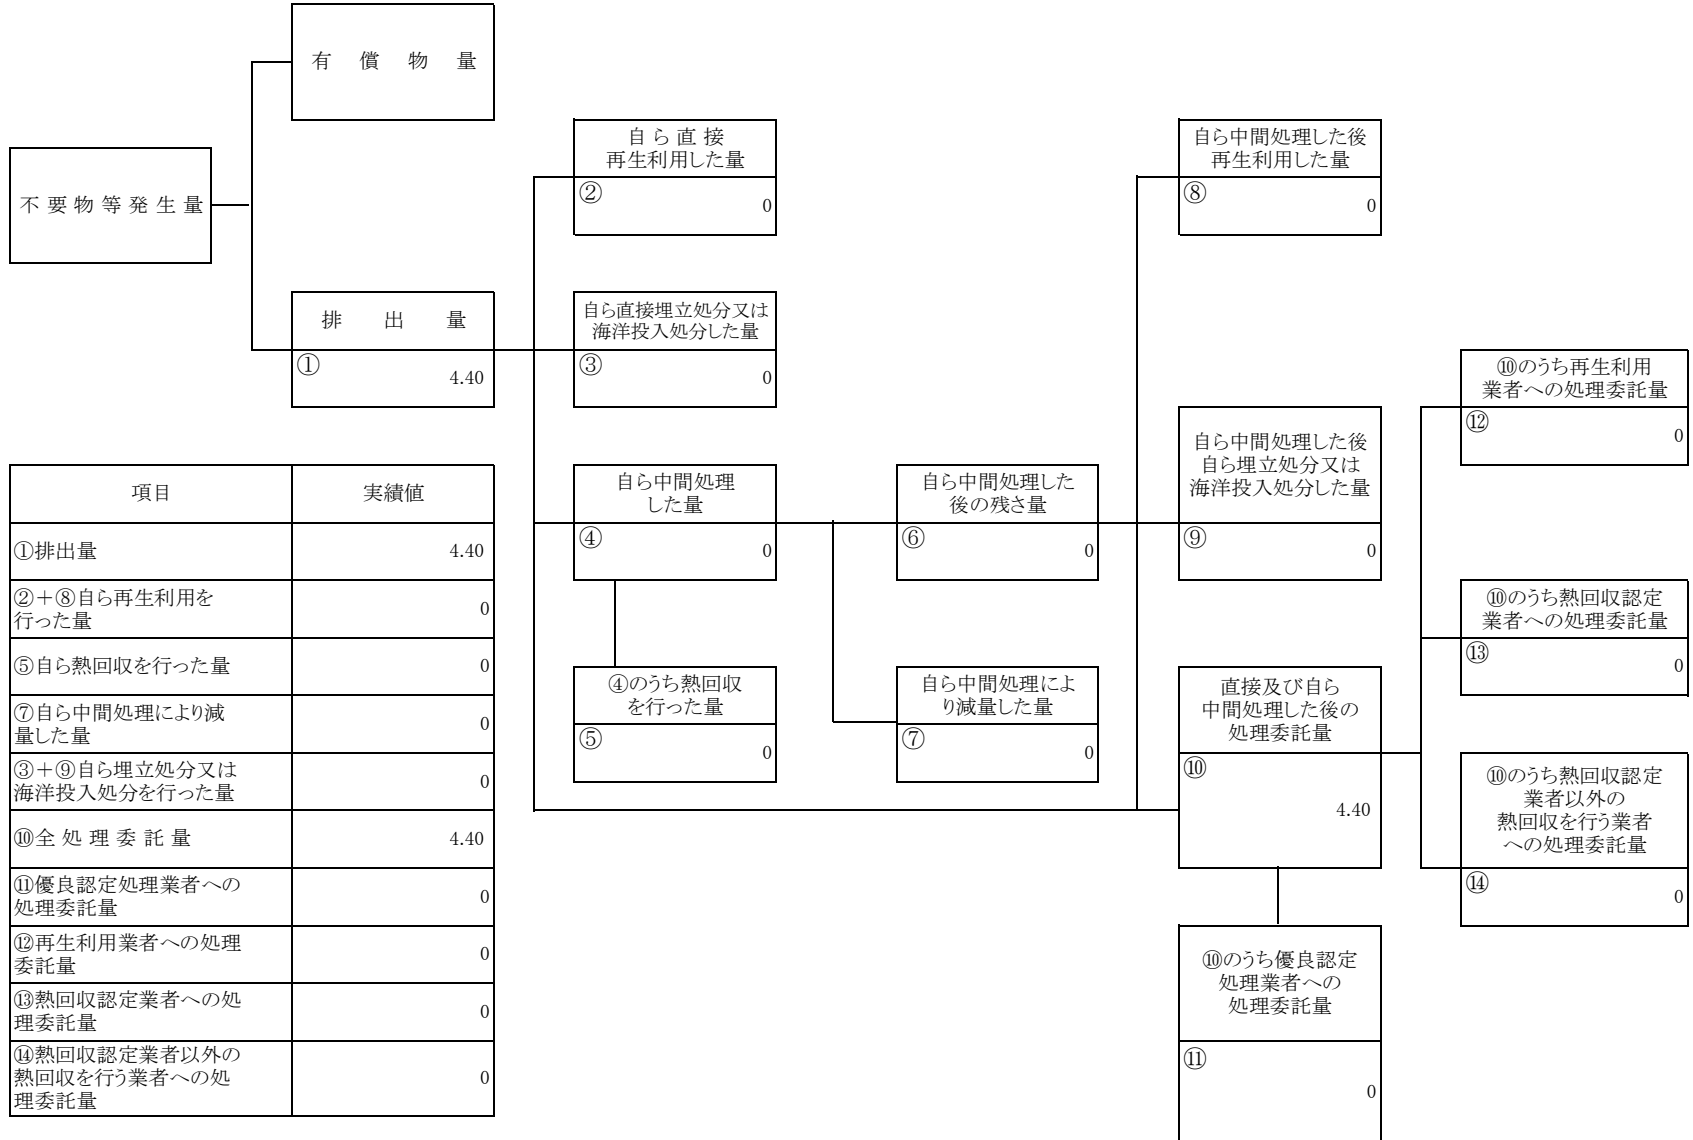 有 償 物 量
不 要 物 等 発 生 量
排 出 量
①
4.40
自 ら 直 接
再生利用した量
②
0
自ら直接埋立処分又は
海洋投入処分した量
③
0
自ら中間処理
した量
④
0
④のうち熱回収
を行った量
⑤
0
自ら中間処理した
後の残さ量
⑥
0
自ら中間処理によ
り減量した量
⑦
0
自ら中間処理した後
再生利用した量
⑧
0
自ら中間処理した後
自ら埋立処分又は
海洋投入処分した量
⑨
0
直接及び自ら
中間処理した後の
処理委託量
⑩
4.40
⑩のうち優良認定
処理業者への
処理委託量
⑪
0
⑩のうち再生利用
業者への処理委託量
⑫
0
⑩のうち熱回収認定
業者への処理委託量
⑬
0
⑩のうち熱回収認定
業者以外の
熱回収を行う業者
への処理委託量
⑭
0
項目 実績値
①排出量 4.40
②＋⑧自ら再生利用を
行った量 0
⑤自ら熱回収を行った量 0
⑦自ら中間処理により減
量した量 0
③＋⑨自ら埋立処分又は
海洋投入処分を行った量 0
⑩全 処 理 委 託 量 4.40
⑪優良認定処理業者への
処理委託量 0
⑫再生利用業者への処理
委託量 0
⑬熱回収認定業者への処
理委託量 0
⑭熱回収認定業者以外の
熱回収を行う業者への処
理委託量 0